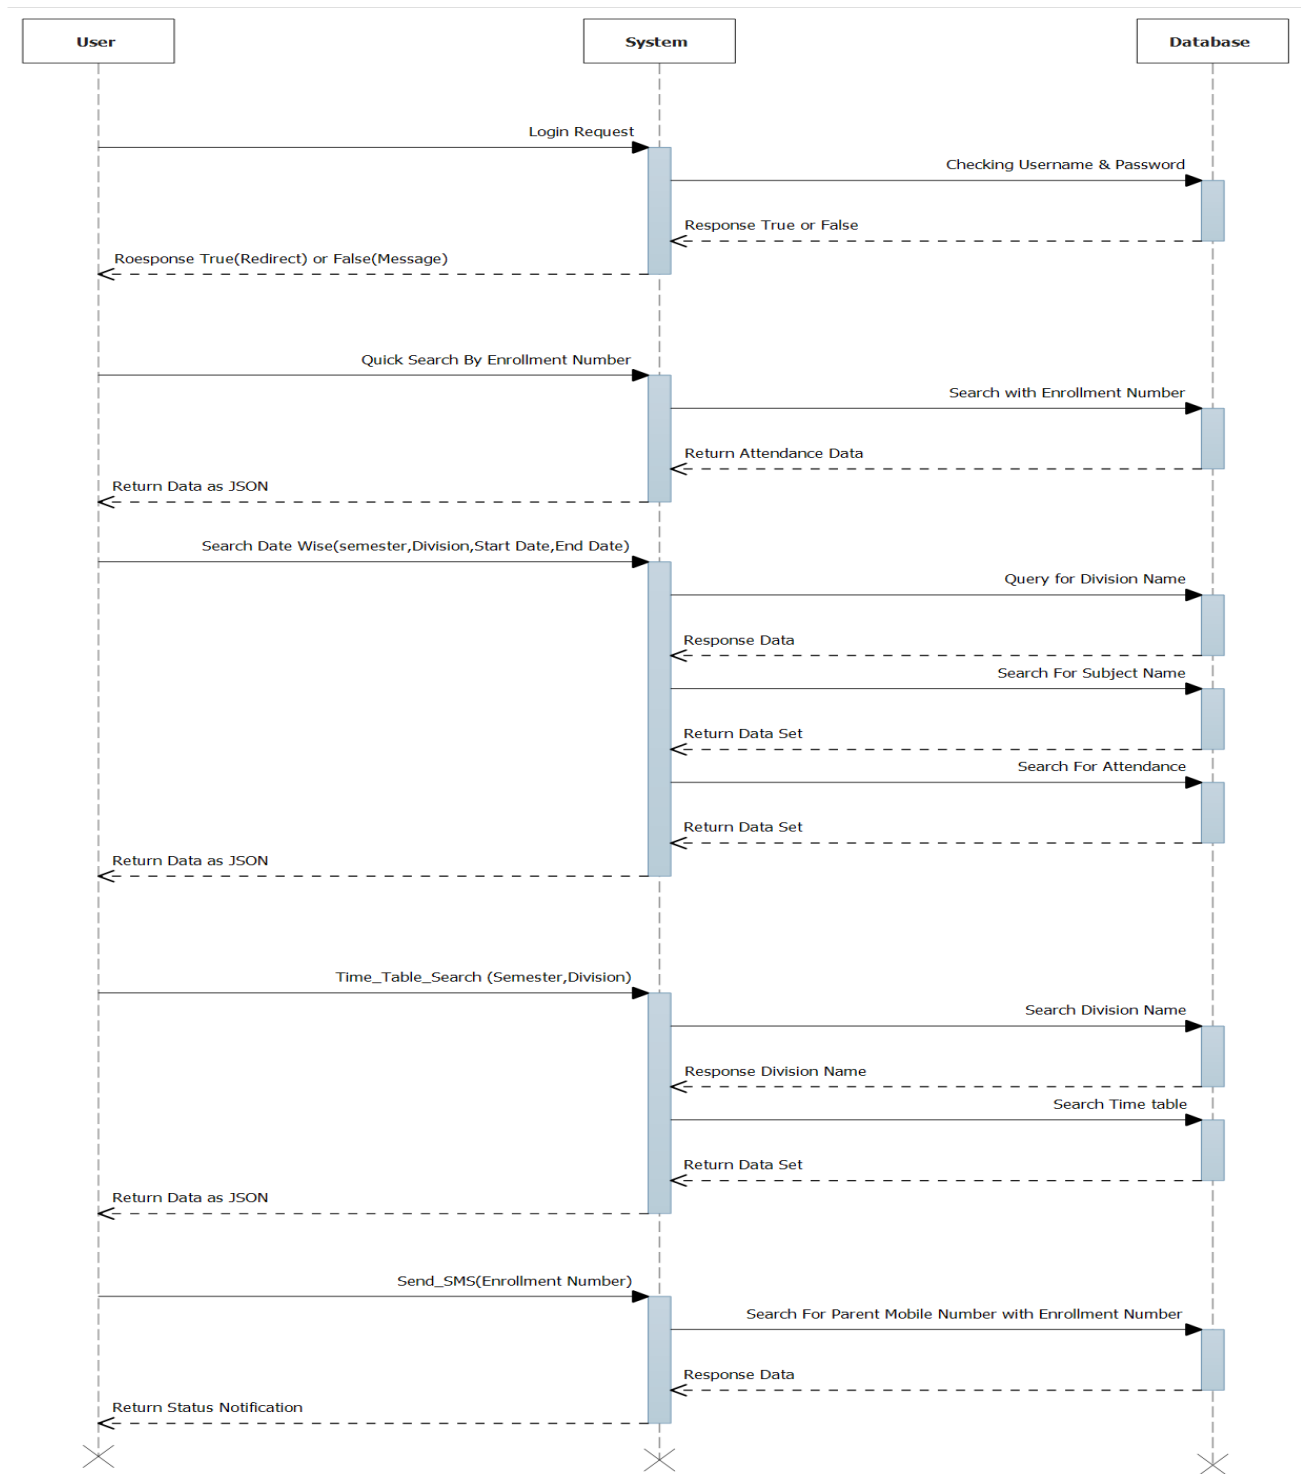 User
System
Database
Login Request
Checking Username & Password
Response True or False
Roesponse True(Redirect) or False(Message)
Quick Search By Enrollment Number
Search with Enrollment Number
Return Attendance Data
Return Data as JSON
Search Date Wise(semester,Division,Start Date,End Date)
Query for Division Name
Response Data
Search For Subject Name
Return Data Set
Search For Attendance
Return Data Set
Return Data as JSON
Time_Table_Search (Semester,Division)
Search Division Name
Response Division Name
Search Time table
Return Data Set
Return Data as JSON
Send_SMS(Enrollment Number)
Search For Parent Mobile Number with Enrollment Number
Response Data
Return Status Notification